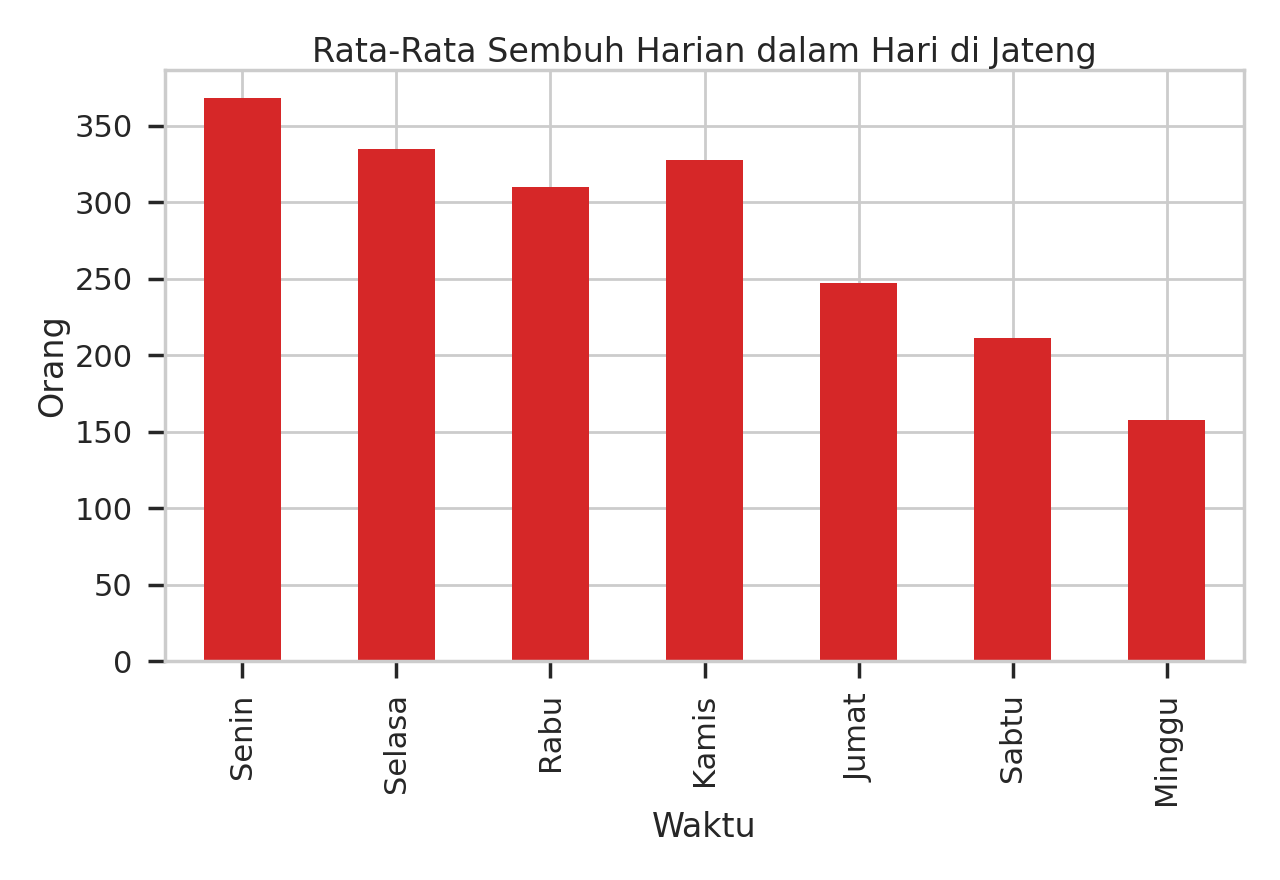 Rata-Rata Sembuh Harian dalam Hari di Jateng
Orang
350
300
250
200
150
100
50
0
Senin
Selasa
Rabu
Kamis
Jumat
Sabtu
Minggu
Waktu